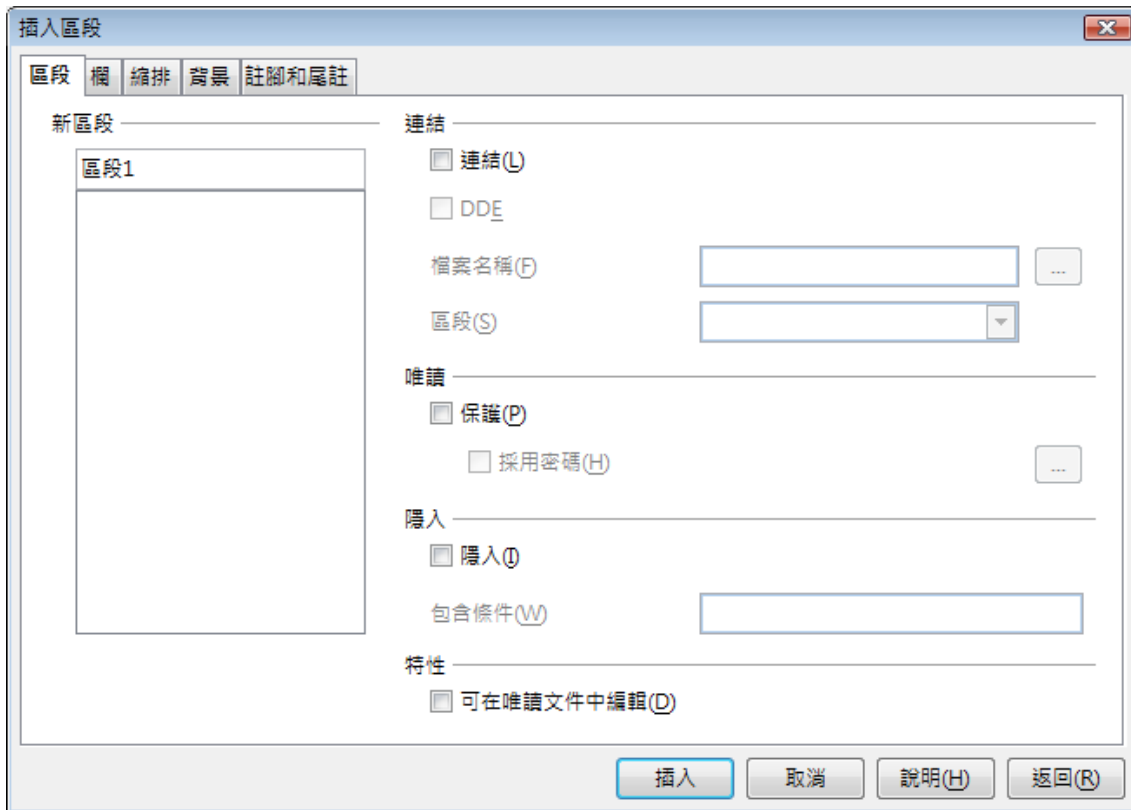 插入區段
區段 欄 縮排 背景 註腳和尾註
新區段
區段1
連結
連結(L)
DDE
檔案名稱(F) ...
區段(S)
唯讀
保護(P)
採用密碼(H) ...
隱入
隱入(I)
包含條件(W)
特性
可在唯讀文件中編輯(D)
插入 取消 說明(H) 返回(R)